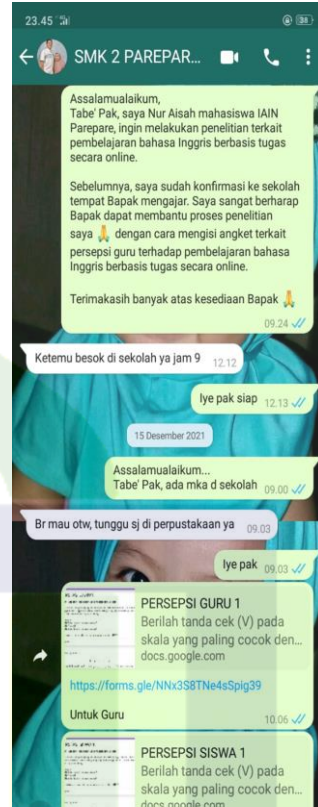 23.45
38
SMK 2 PAREPAR...
Assalamualaikum,
Tabe' Pak, saya Nur Aisah mahasiswa IAIN
Parepare, ingin melakukan penelitian terkait
pembelajaran bahasa Inggris berbasis tugas
secara online.
Sebelumnya, saya sudah konfirmasi ke sekolah
tempat Bapak mengajar. Saya sangat berharap
Bapak dapat membantu proses penelitian
saya 🙏 dengan cara mengisi angket terkait
persepsi guru terhadap pembelajaran bahasa
Inggris berbasis tugas secara online.
Terimakasih banyak atas kesediaan Bapak 🙏
09.24
Ketemu besok di sekolah ya jam 9 12.12
Iye pak siap 12.13
15 Desember 2021
Assalamualaikum...
Tabe' Pak, ada mka d sekolah 09.00
Br mau otw, tunggu sj di perpustakaan ya 09.03
Iye pak 09.03
PERSEPSI GURU 1
Berilah tanda cek (V) pada
skala yang paling cocok den...
docs.google.com
https://forms.gle/NNx3S8TNe4sSpig39
Untuk Guru 10.06
PERSEPSI SISWA 1
Berilah tanda cek (V) pada
skala yang paling cocok den...
docs.google.com